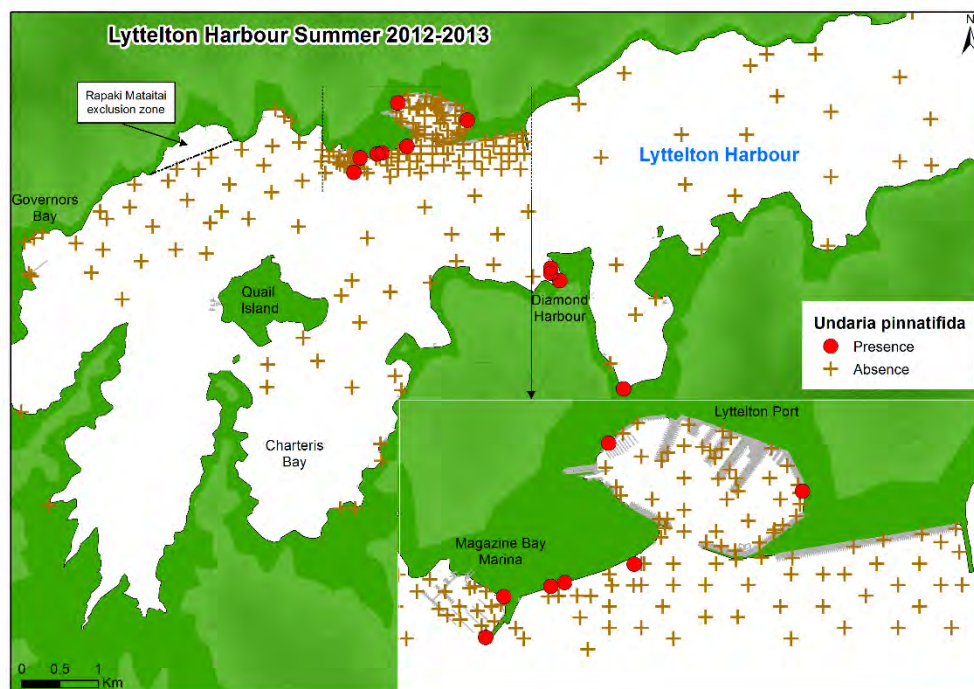 Lyttelton Harbour Summer 2012-2013
N
Rapaki Mataitai
exclusion zone
Lyttelton Harbour
Governors
Bay
Quail
Island
Diamond
Harbour
Undaria pinnatifida
Presence
Absence
Charteris
Bay
Lyttelton Port
Magazine Bay
Marina
0 0.5 1
Km